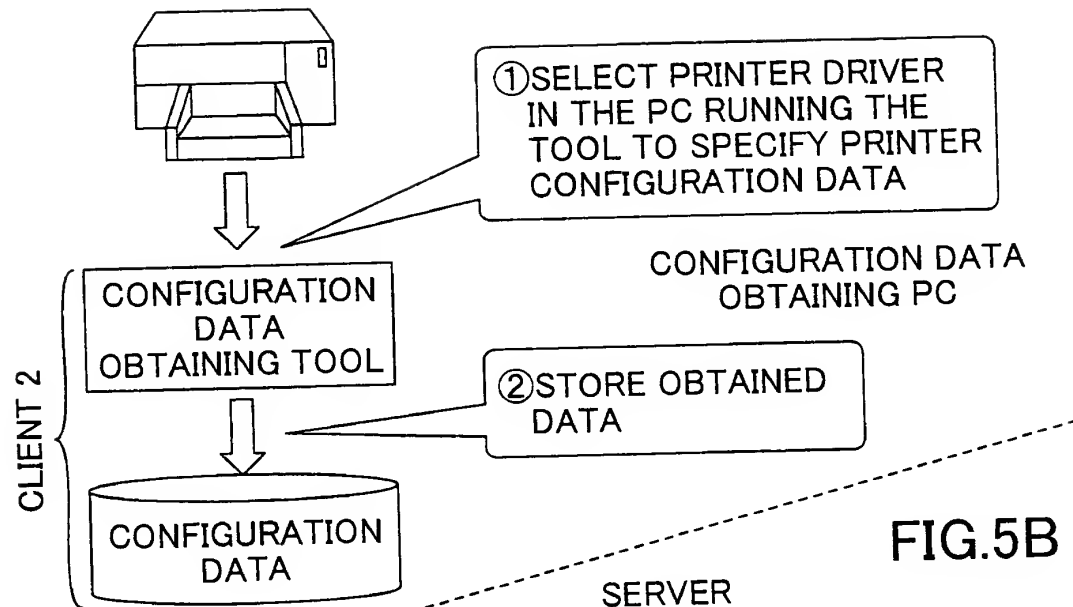 ①SELECT PRINTER DRIVER
IN THE PC RUNNING THE
TOOL TO SPECIFY PRINTER
CONFIGURATION DATA
CONFIGURATION DATA
OBTAINING PC
CONFIGURATION
DATA
OBTAINING TOOL
②STORE OBTAINED
DATA
CLIENT 2
CONFIGURATION
DATA
FIG.5B
SERVER